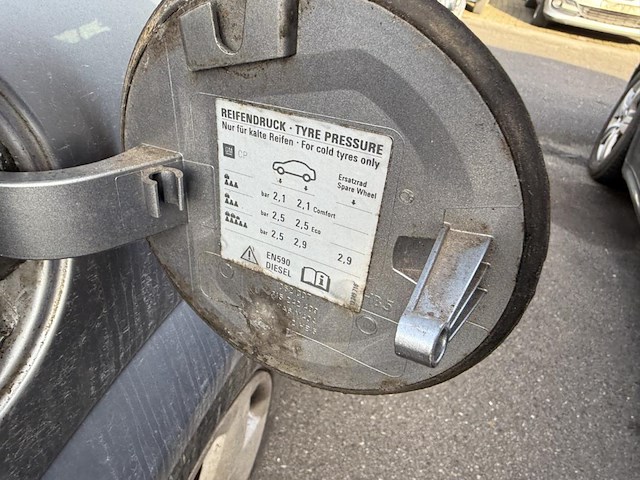 REIFENDRUCK · TYRE PRESSURE
Nur für kalte Reifen · For cold tyres only
GM CP
Ersatzrad
Spare Wheel
bar 2,1 2,1 Comfort
bar 2,5 2,5 Eco
bar 2,5 2,9 2,9
EN590
DIESEL